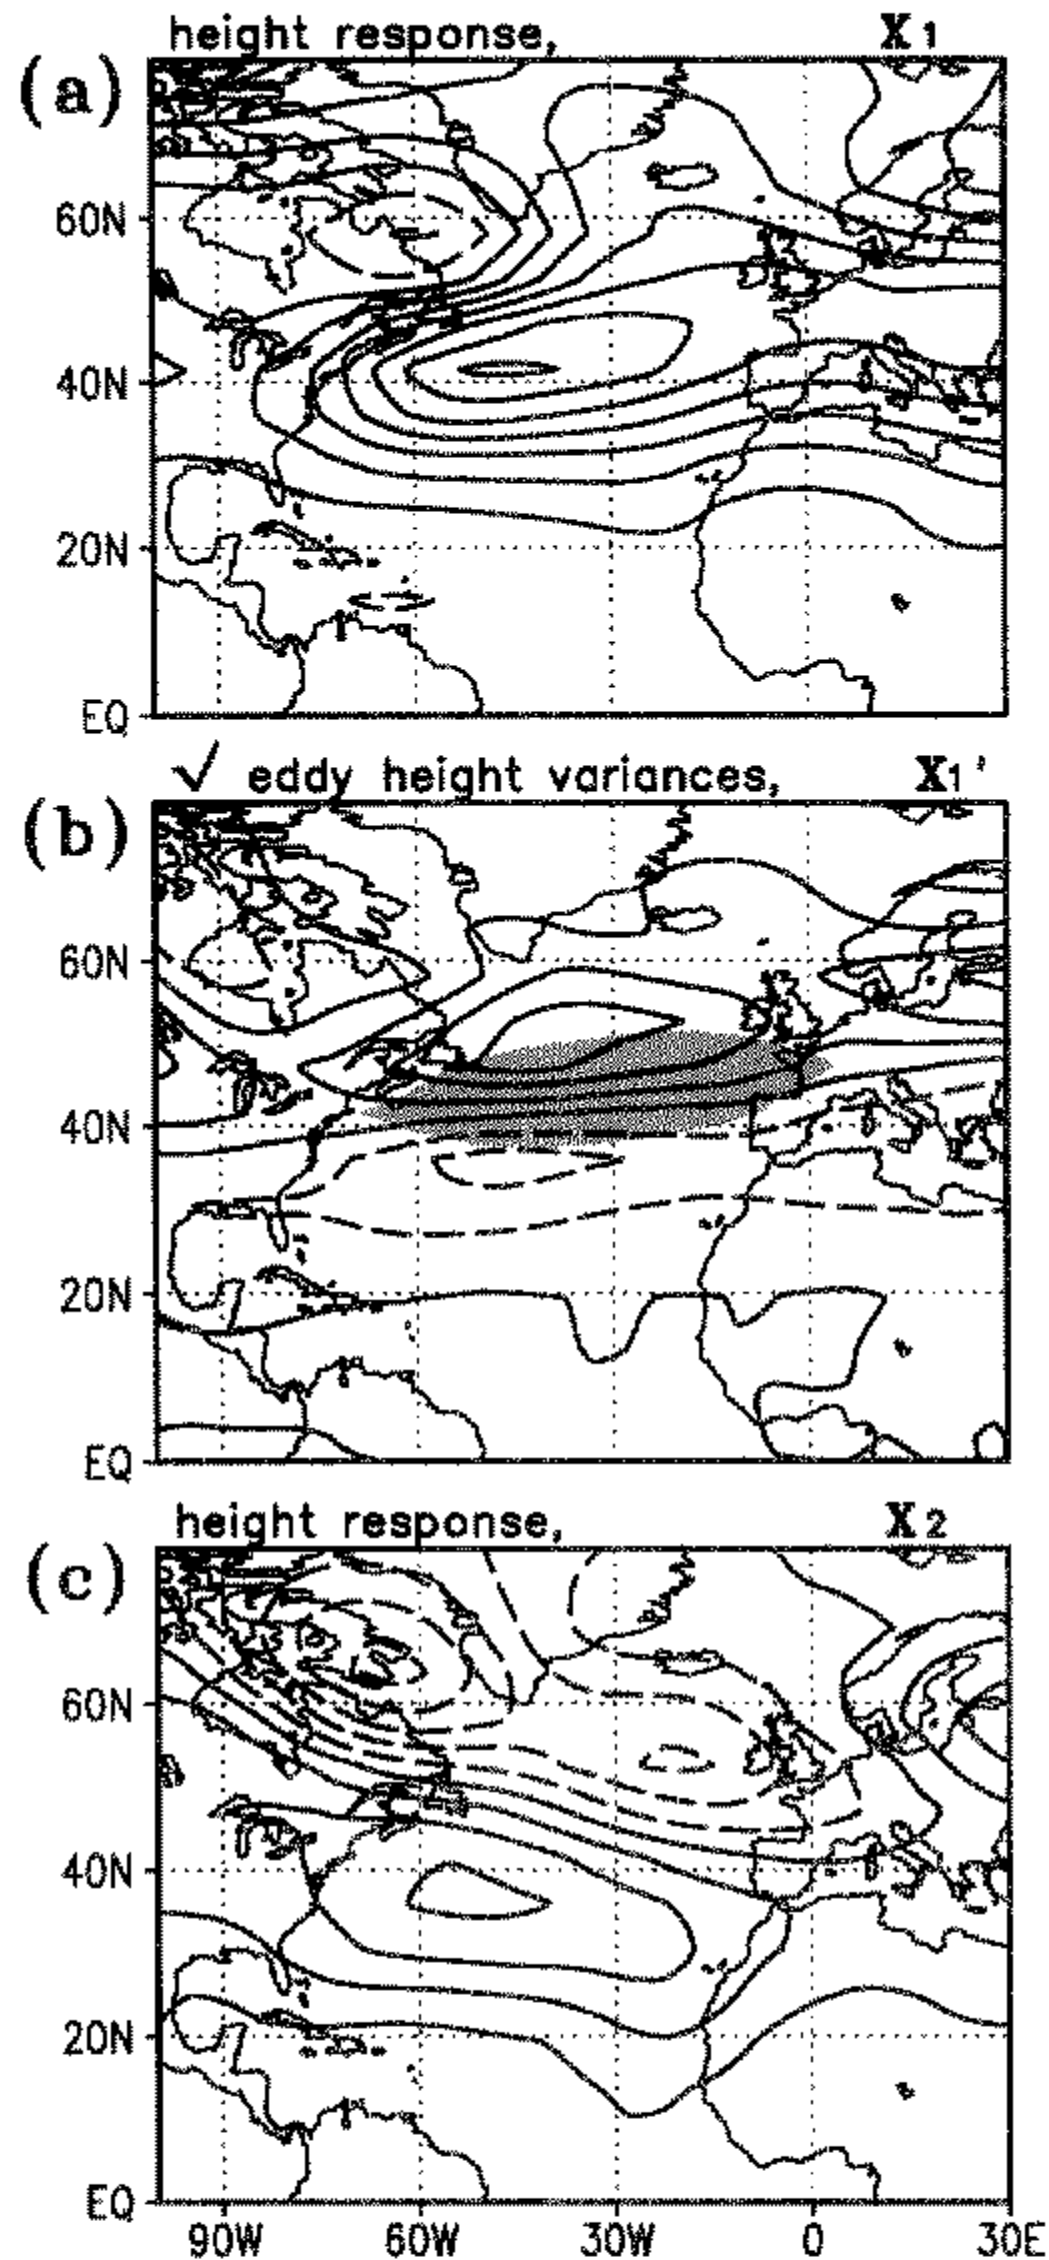 height response, X1
(a)
60N
40N
20N
EQ
√ eddy height variances, X1'
(b)
60N
40N
20N
EQ
height response, X2
(c)
60N
40N
20N
EQ
90W 60W 30W 0 30E